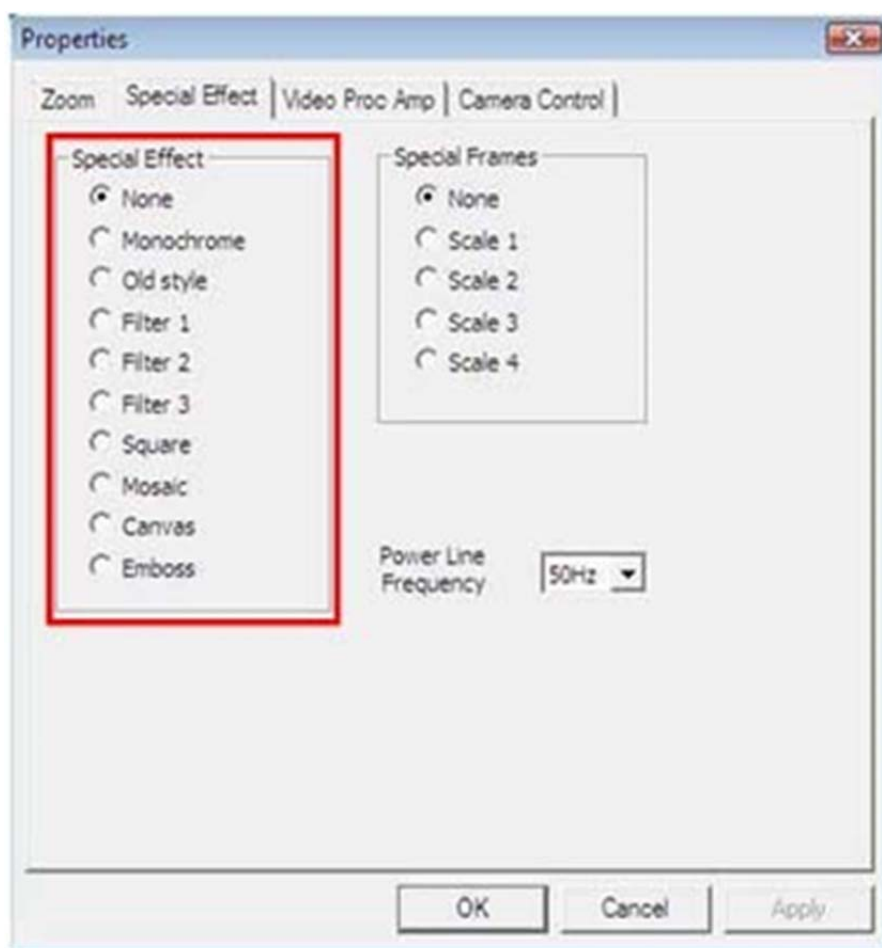 Properties
Zoom Special Effect Video Proc Amp Camera Control
Special Effect
None
Monochrome
Old style
Filter 1
Filter 2
Filter 3
Square
Mosaic
Canvas
Emboss
Special Frames
None
Scale 1
Scale 2
Scale 3
Scale 4
Power Line
Frequency
50Hz
OK Cancel Apply